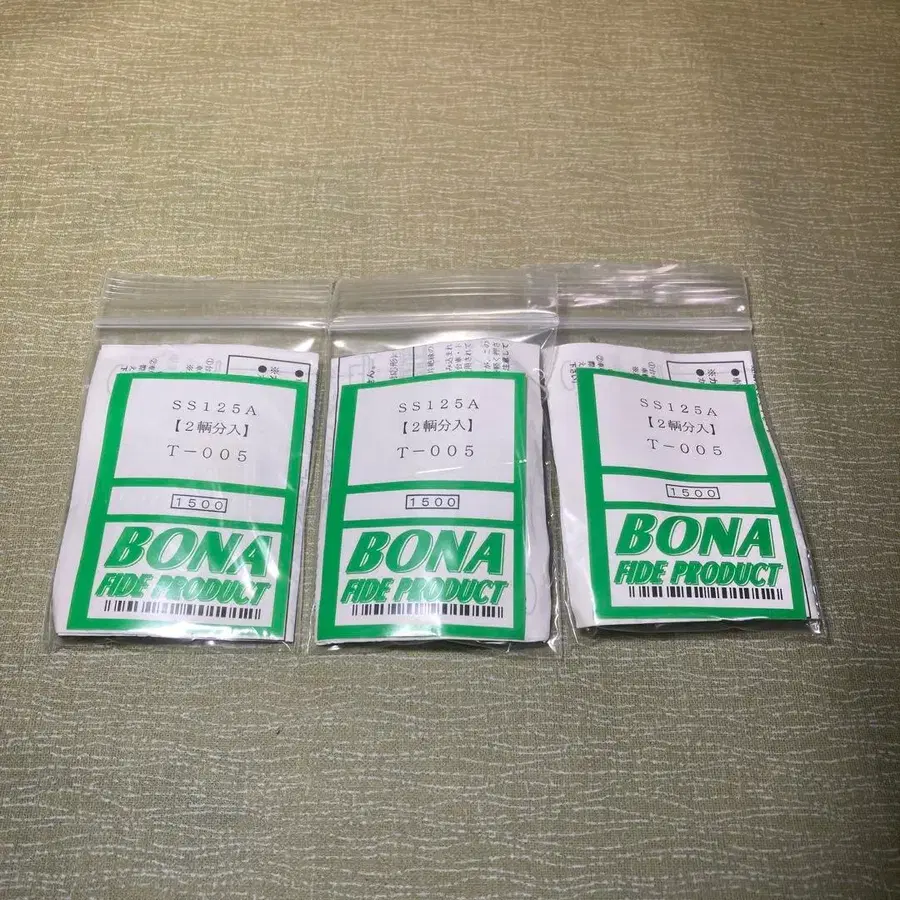 SS125A
【2輌分入】
T-005
1500
BONA
FIDE PRODUCT
SS125A
【2輌分入】
T-005
1500
BONA
FIDE PRODUCT
SS125A
【2輌分入】
T-005
1500
BONA
FIDE PRODUCT